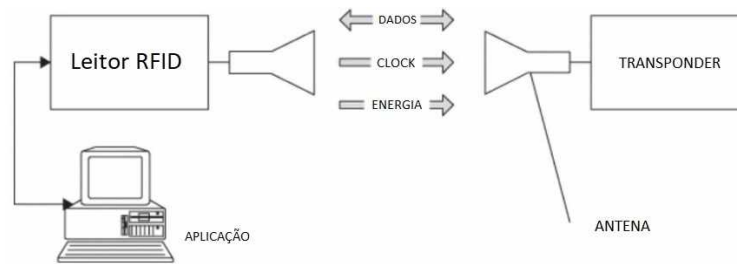 DADOS
Leitor RFID
CLOCK
TRANSPONDER
ENERGIA
ANTENA
APLICAÇÃO